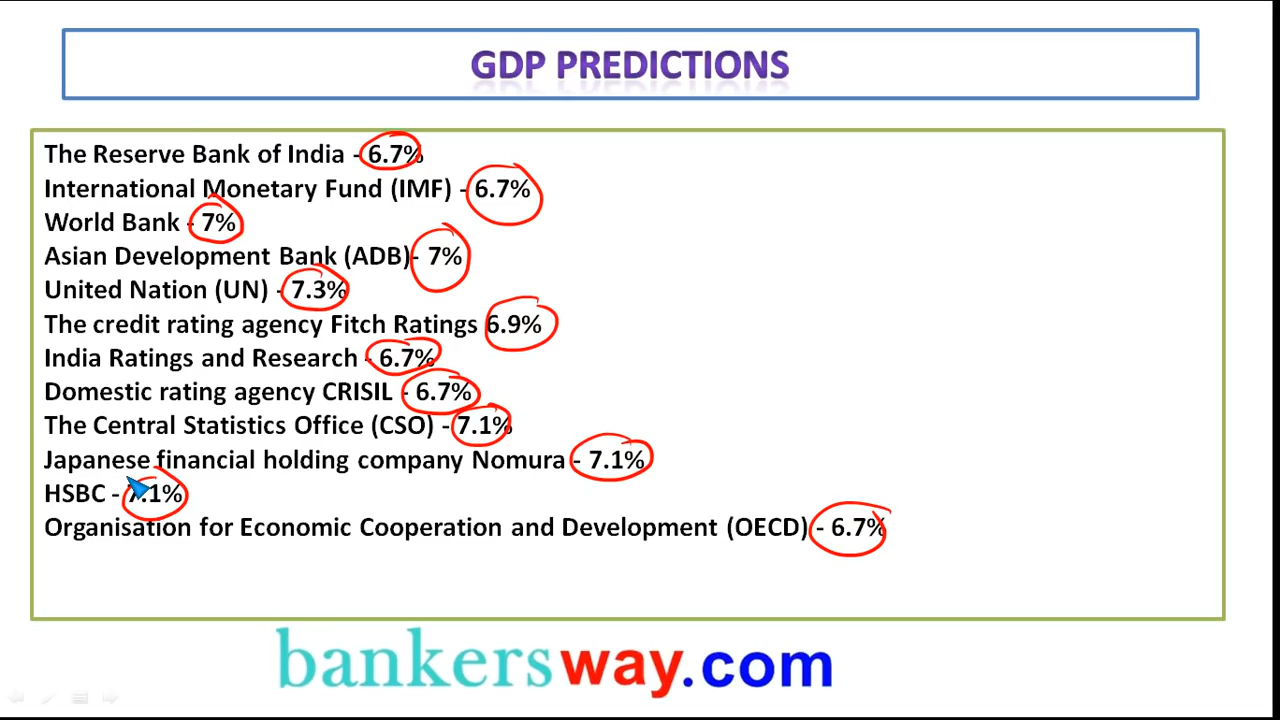 GDP PREDICTIONS
The Reserve Bank of India - 6.7%
International Monetary Fund (IMF) - 6.7%
World Bank - 7%
Asian Development Bank (ADB)- 7%
United Nation (UN) - 7.3%
The credit rating agency Fitch Ratings 6.9%
India Ratings and Research - 6.7%
Domestic rating agency CRISIL - 6.7%
The Central Statistics Office (CSO) - 7.1%
Japanese financial holding company Nomura - 7.1%
HSBC - 7.1%
Organisation for Economic Cooperation and Development (OECD) - 6.7%
bankersway.com